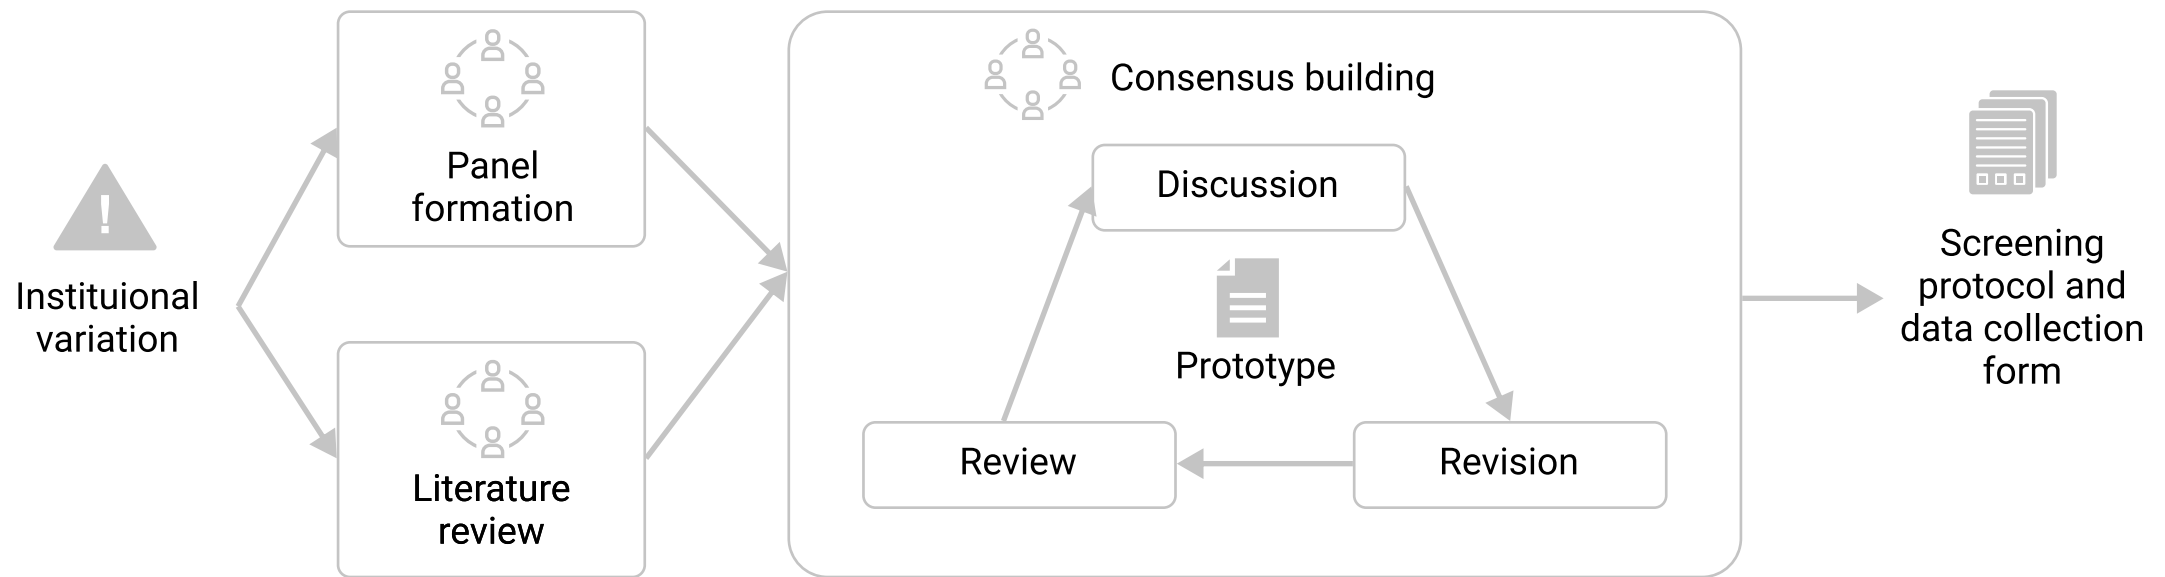 Instituional
variation
Panel
formation
Literature
review
Consensus building
Discussion
Prototype
Review
Revision
Screening
protocol and
data collection
form